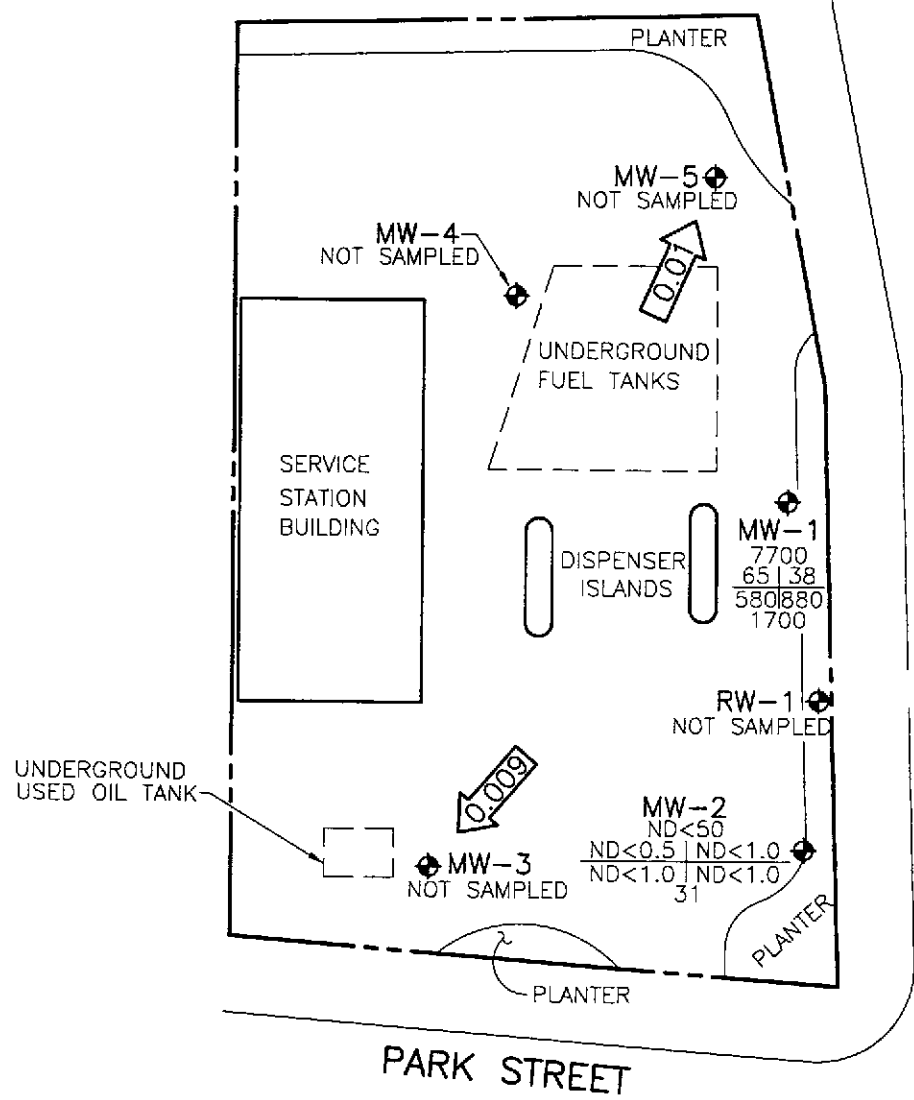 PLANTER
MW-5
NOT SAMPLED
MW-4
NOT SAMPLED
0.01
UNDERGROUND
FUEL TANKS
SERVICE
STATION
BUILDING
DISPENSER
ISLANDS
MW-1
7700
65 | 38
580|880
1700
RW-1
NOT SAMPLED
UNDERGROUND
USED OIL TANK
0.009
MW-3
NOT SAMPLED
MW-2
ND<50
ND<0.5 | ND<1.0
ND<1.0 | ND<1.0
31
PLANTER
PLANTER
PARK STREET